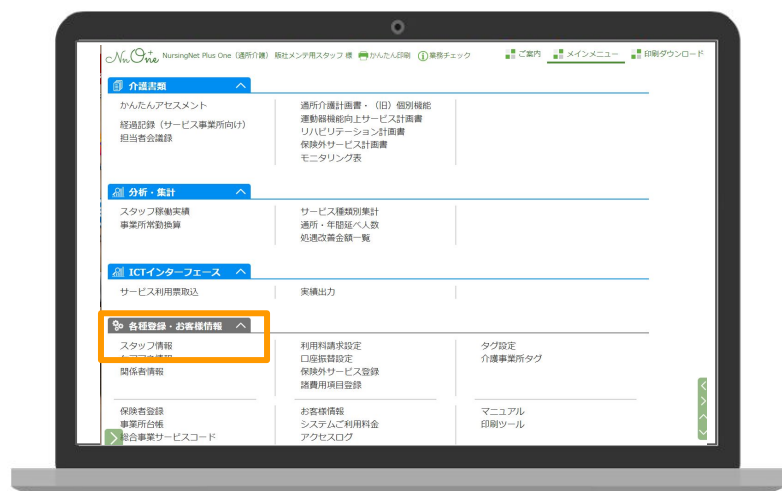 Nn One NursingNet Plus One（通所介護） 販社メンテ用スタッフ 様 かんたん印刷 業務チェック ご案内 メインメニュー 印刷ダウンロード
介護書類
かんたんアセスメント
経過記録（サービス事業所向け）
担当者会議録
通所介護計画書・（旧）個別機能
運動器機能向上サービス計画書
リハビリテーション計画書
保険外サービス計画書
モニタリング表
分析・集計
スタッフ稼働実績
事業所常勤換算
サービス種類別集計
通所・年間延べ人数
処遇改善金額一覧
ICTインターフェース
サービス利用票取込
実績出力
各種登録・お客様情報
スタッフ情報
関係者情報
利用料請求設定
口座振替設定
保険外サービス登録
諸費用項目登録
タグ設定
介護事業所タグ
保険者登録
事業所台帳
総合事業サービスコード
お客様情報
システムご利用料金
アクセスログ
マニュアル
印刷ツール